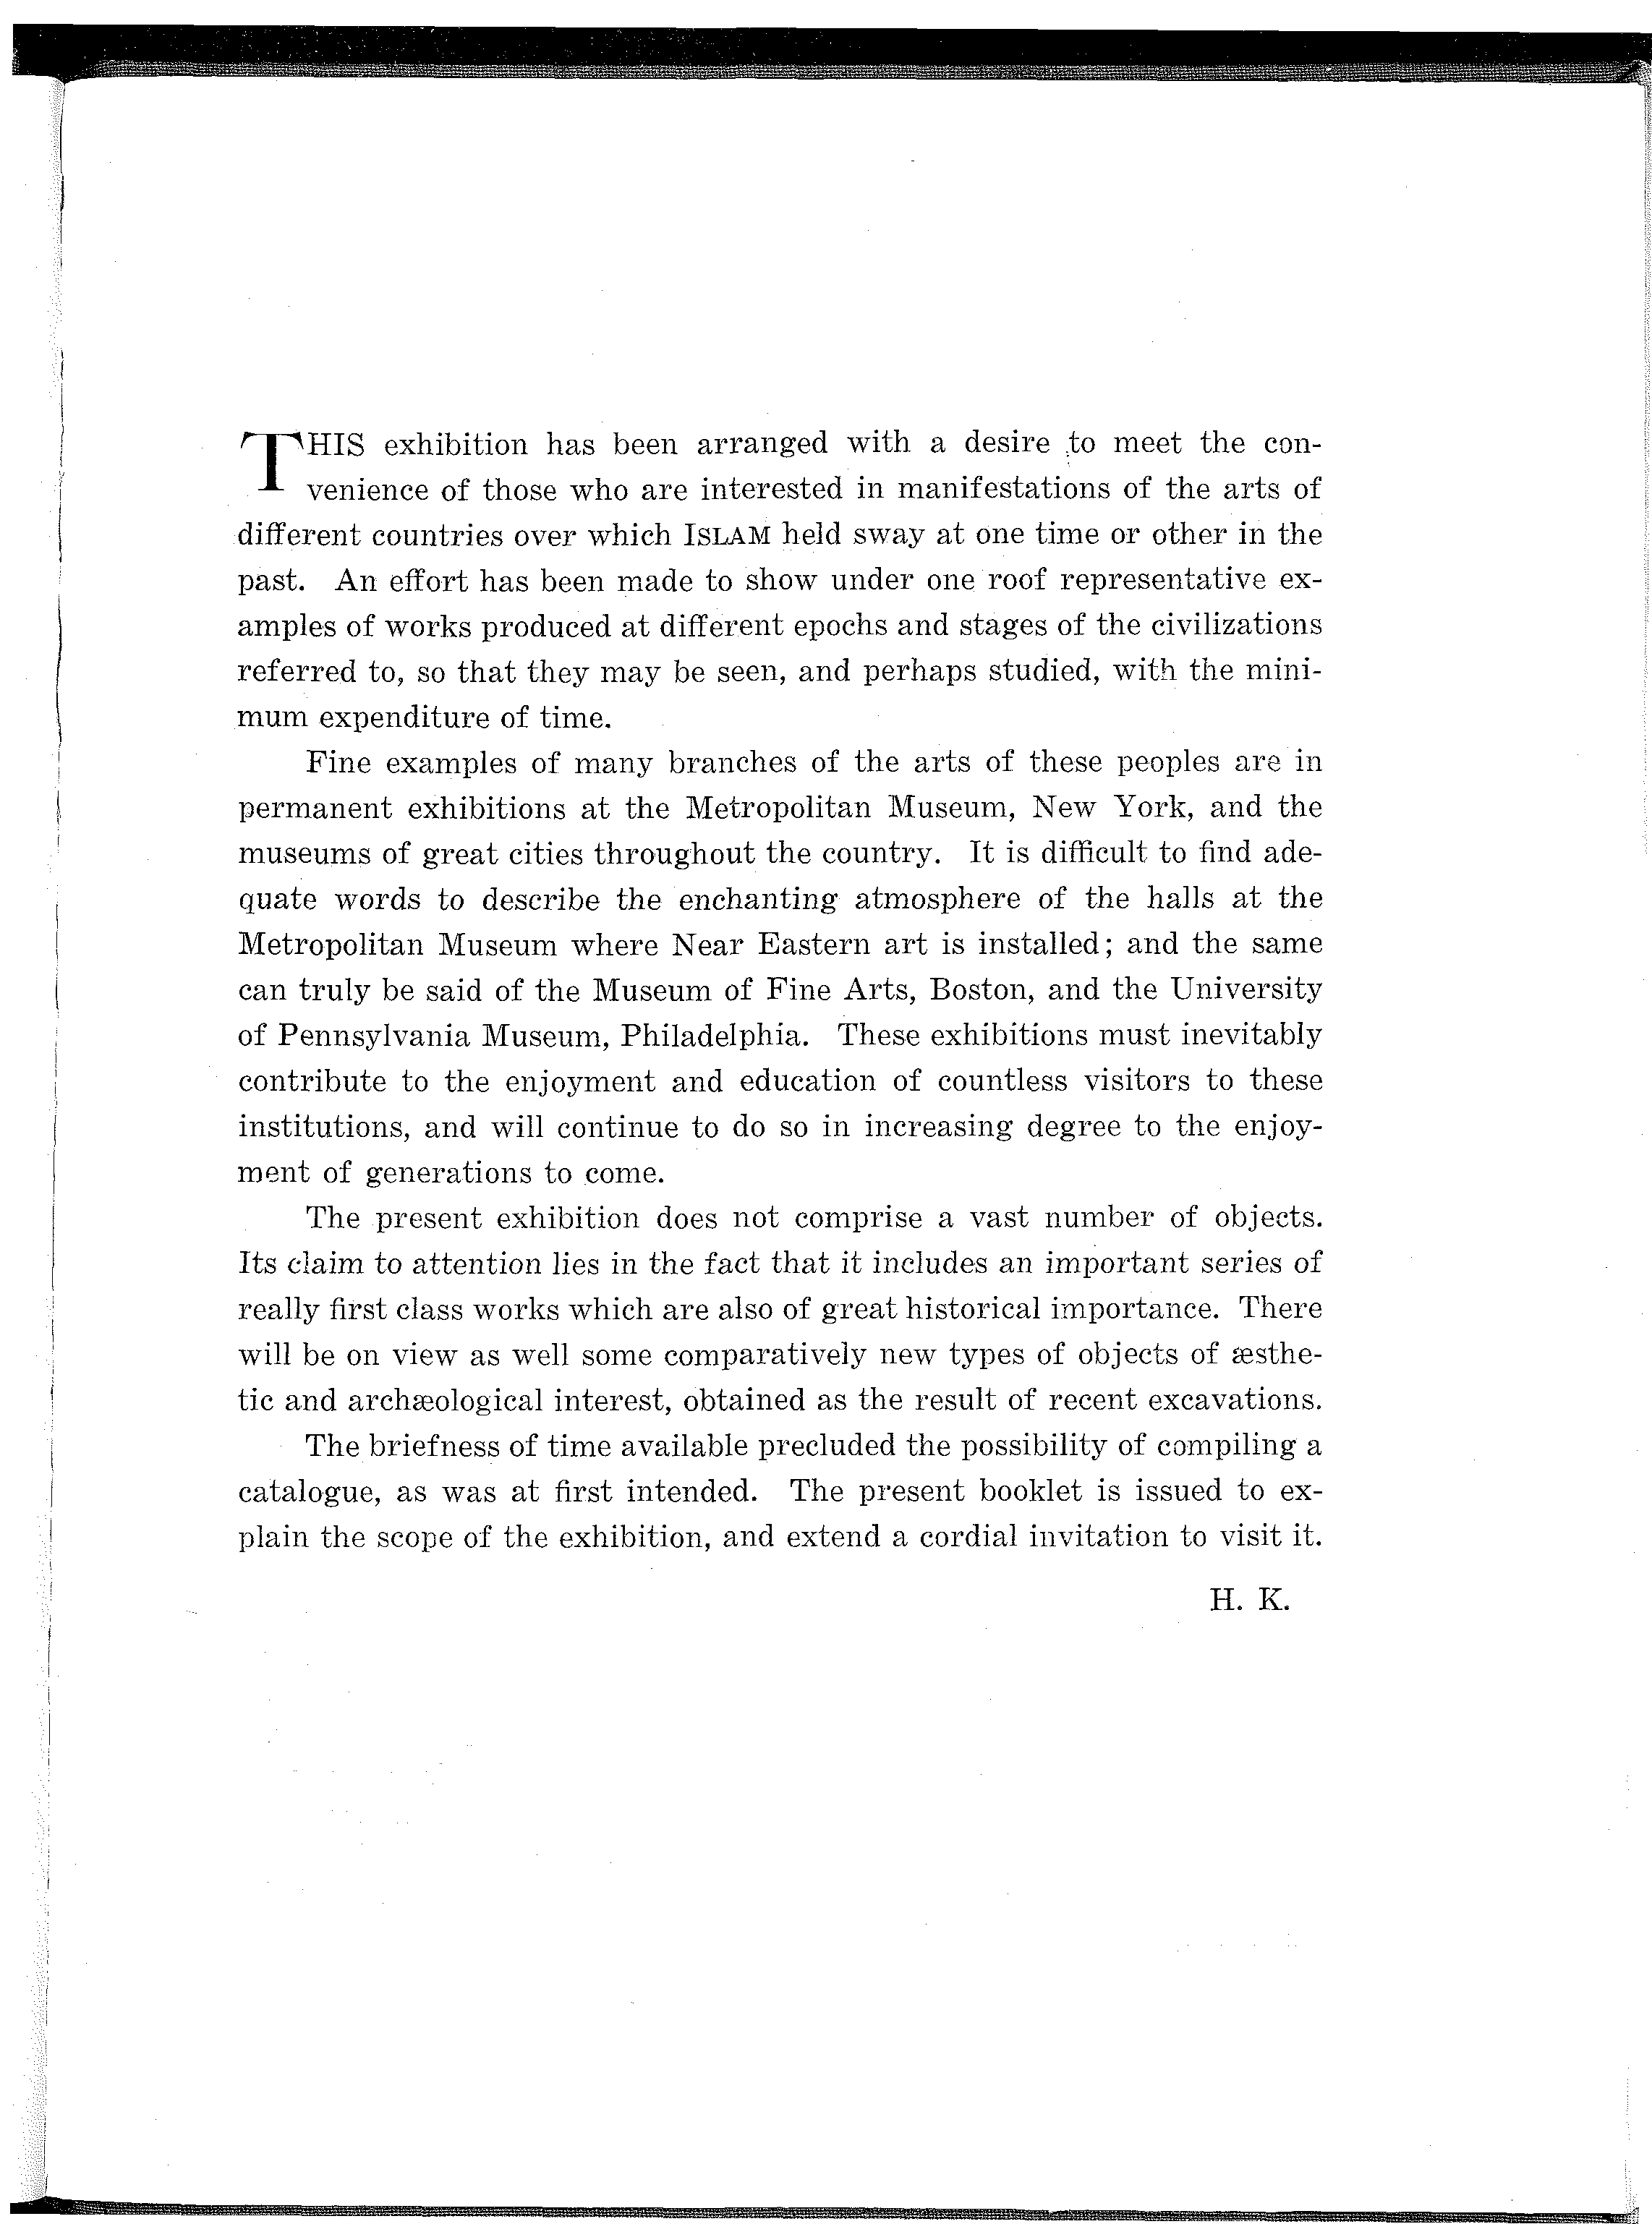 THIS exhibition has been arranged with a desire to meet the con-
venience of those who are interested in manifestations of the arts of
different countries over which ISLAM held sway at one time or other in the
past. An effort has been made to show under one roof representative ex-
amples of works produced at different epochs and stages of the civilizations
referred to, so that they may be seen, and perhaps studied, with the mini-
mum expenditure of time.
Fine examples of many branches of the arts of these peoples are in
permanent exhibitions at the Metropolitan Museum, New York, and the
museums of great cities throughout the country. It is difficult to find ade-
quate words to describe the enchanting atmosphere of the halls at the
Metropolitan Museum where Near Eastern art is installed; and the same
can truly be said of the Museum of Fine Arts, Boston, and the University
of Pennsylvania Museum, Philadelphia. These exhibitions must inevitably
contribute to the enjoyment and education of countless visitors to these
institutions, and will continue to do so in increasing degree to the enjoy-
ment of generations to come.
The present exhibition does not comprise a vast number of objects.
Its claim to attention lies in the fact that it includes an important series of
really first class works which are also of great historical importance. There
will be on view as well some comparatively new types of objects of æsthe-
tic and archæological interest, obtained as the result of recent excavations.
The briefness of time available precluded the possibility of compiling a
catalogue, as was at first intended. The present booklet is issued to ex-
plain the scope of the exhibition, and extend a cordial invitation to visit it.
H. K.